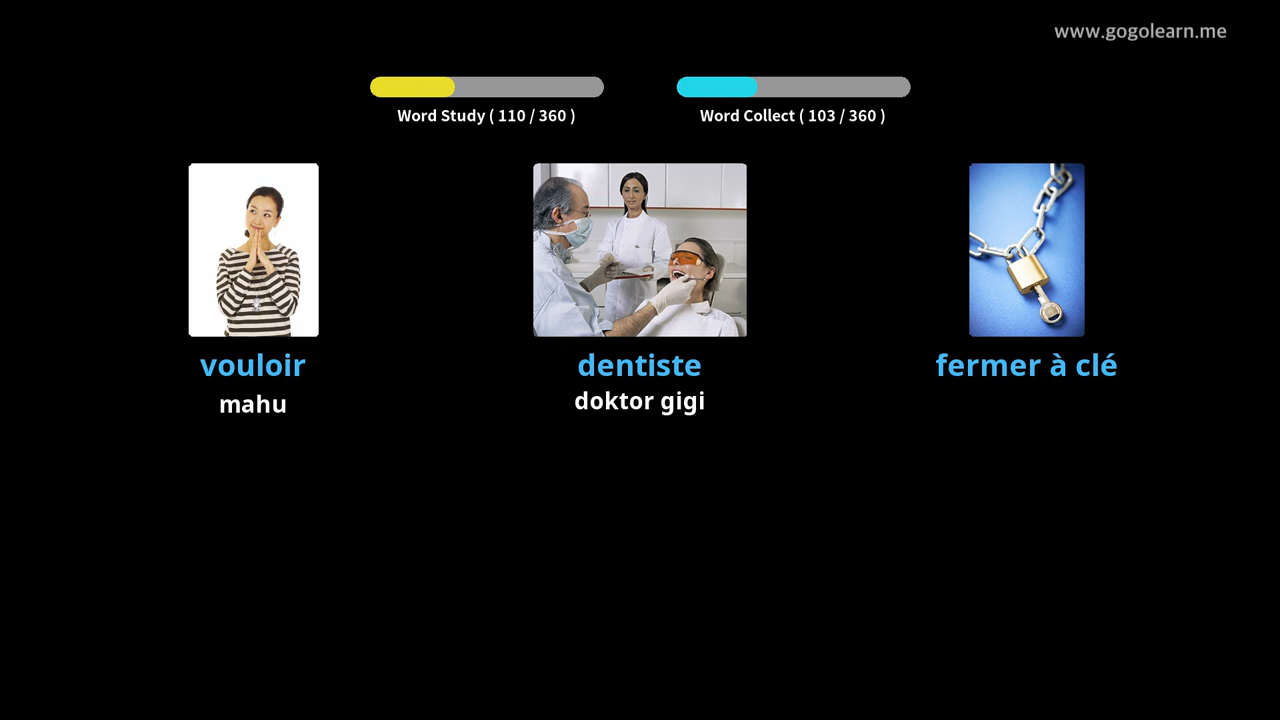 www.gogolearn.me
Word Study ( 110 / 360 )
Word Collect ( 103 / 360 )
vouloir
dentiste
fermer à clé
mahu
doktor gigi